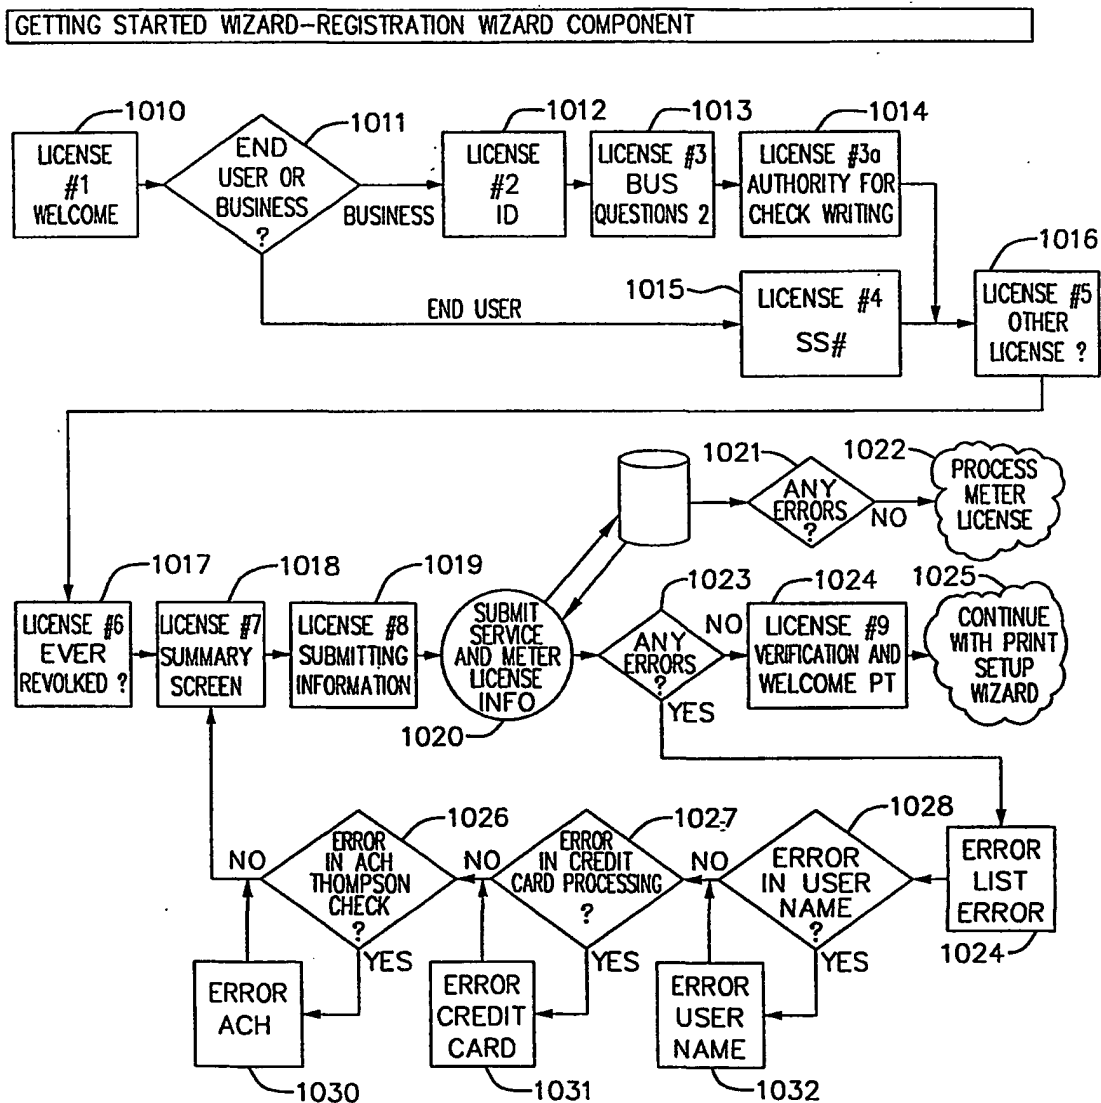 GETTING STARTED WIZARD-REGISTRATION WIZARD COMPONENT
1010
LICENSE
#1
WELCOME
1011
END
USER OR
BUSINESS
?
BUSINESS
END USER
1012
LICENSE
#2
ID
1013
LICENSE #3
BUS
QUESTIONS 2
1014
LICENSE #3a
AUTHORITY FOR
CHECK WRITING
1015
LICENSE #4
SS#
1016
LICENSE #5
OTHER
LICENSE ?
1017
LICENSE #6
EVER
REVOLKED ?
1018
LICENSE #7
SUMMARY
SCREEN
1019
LICENSE #8
SUBMITTING
INFORMATION
SUBMIT
SERVICE
AND METER
LICENSE
INFO
1020
1021
ANY
ERRORS
?
NO
1022
PROCESS
METER
LICENSE
1023
ANY
ERRORS
?
NO
YES
1024
LICENSE #9
VERIFICATION AND
WELCOME PT
1025
CONTINUE
WITH PRINT
SETUP
WIZARD
ERROR
LIST
ERROR
1024
1028
ERROR
IN USER
NAME
?
NO
YES
ERROR
USER
NAME
1032
1027
ERROR
IN CREDIT
CARD PROCESSING
?
NO
YES
ERROR
CREDIT
CARD
1031
1026
ERROR
IN ACH
THOMPSON
CHECK
?
NO
YES
ERROR
ACH
1030